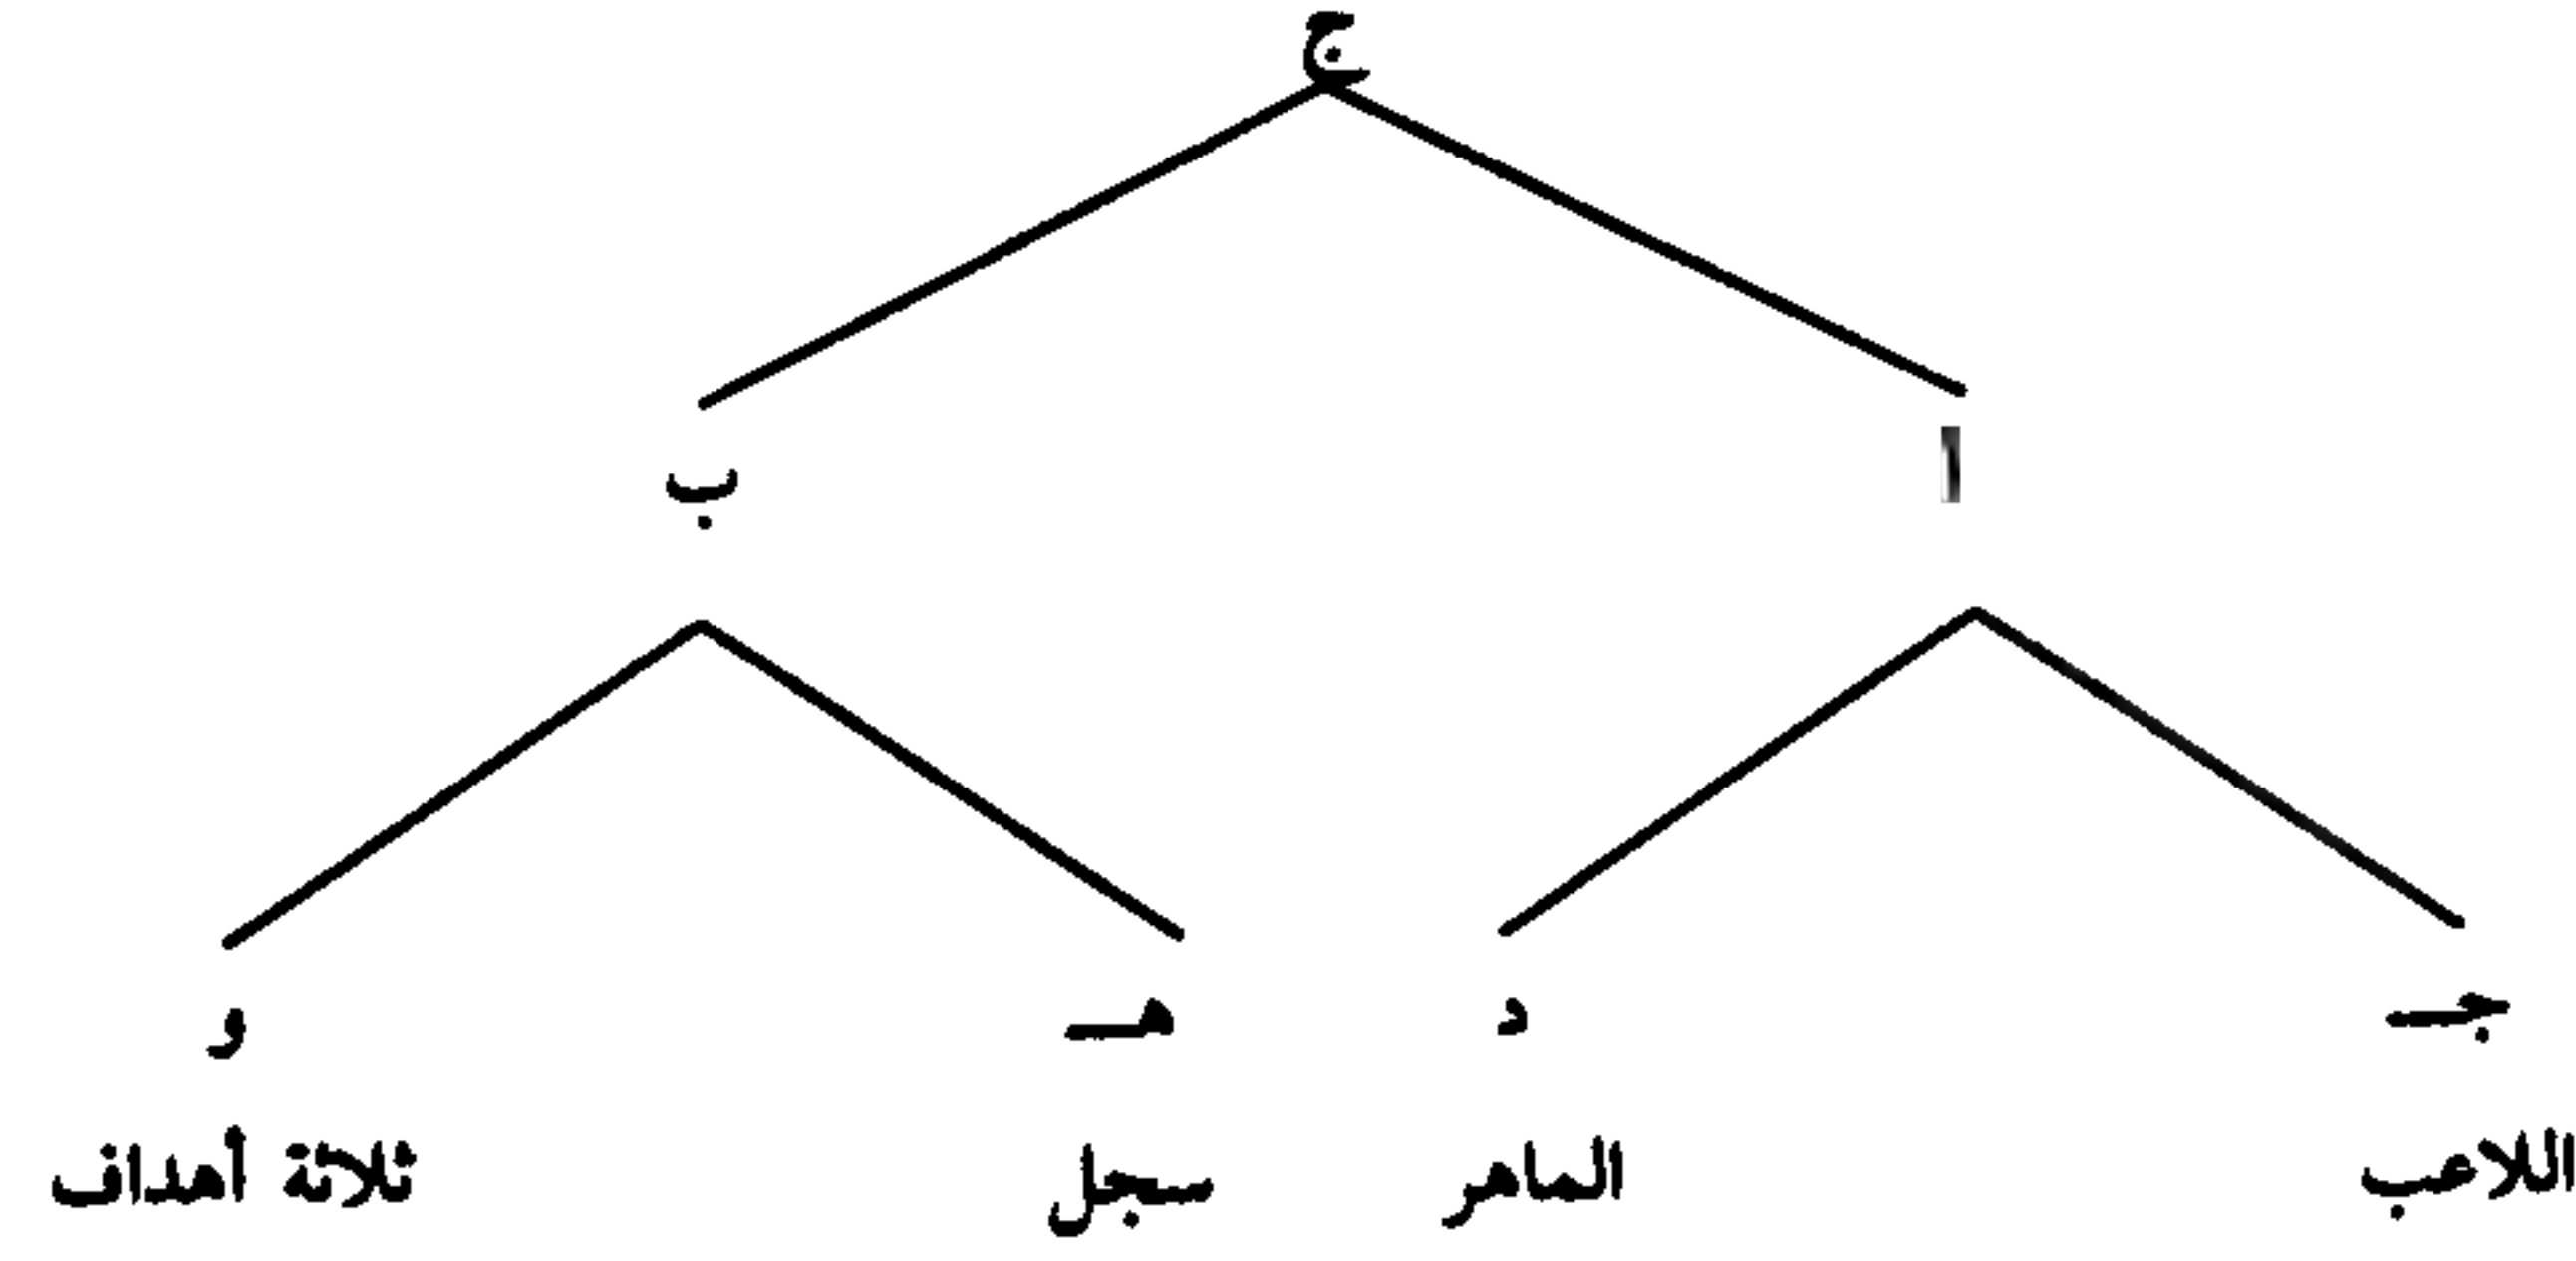 ج
ا ب
جـ د هـ و
اللاعب الماهر سجل ثلاثة أهداف